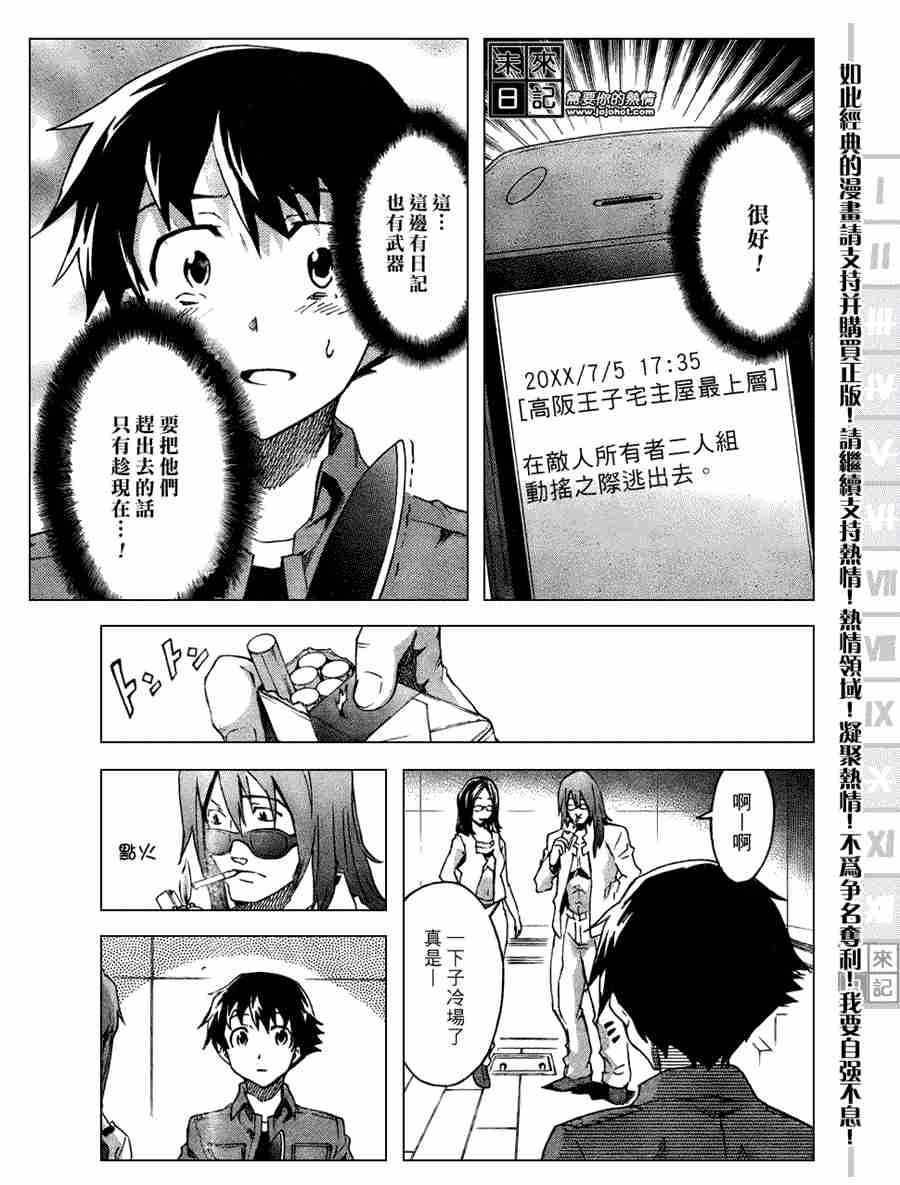 未來
日記
需要你的熱情
www.jojohot.com
很好！
20XX/7/5 17:35
[高阪王子宅主屋最上層]
在敵人所有者二人組
動搖之際逃出去。
這…
這邊有日記
也有武器
要把他們
趕出去的話
只有趁現在…！
トントン
啊—啊
一下子冷場了
真是—
點火
如此經典的漫畫請支持并購買正版！請繼續支持熱情！熱情領域！凝聚熱情！不爲争名奪利！我要自强不息！
I
II
III
IV
V
VI
VII
VIII
IX
X
XI
XII
來
記